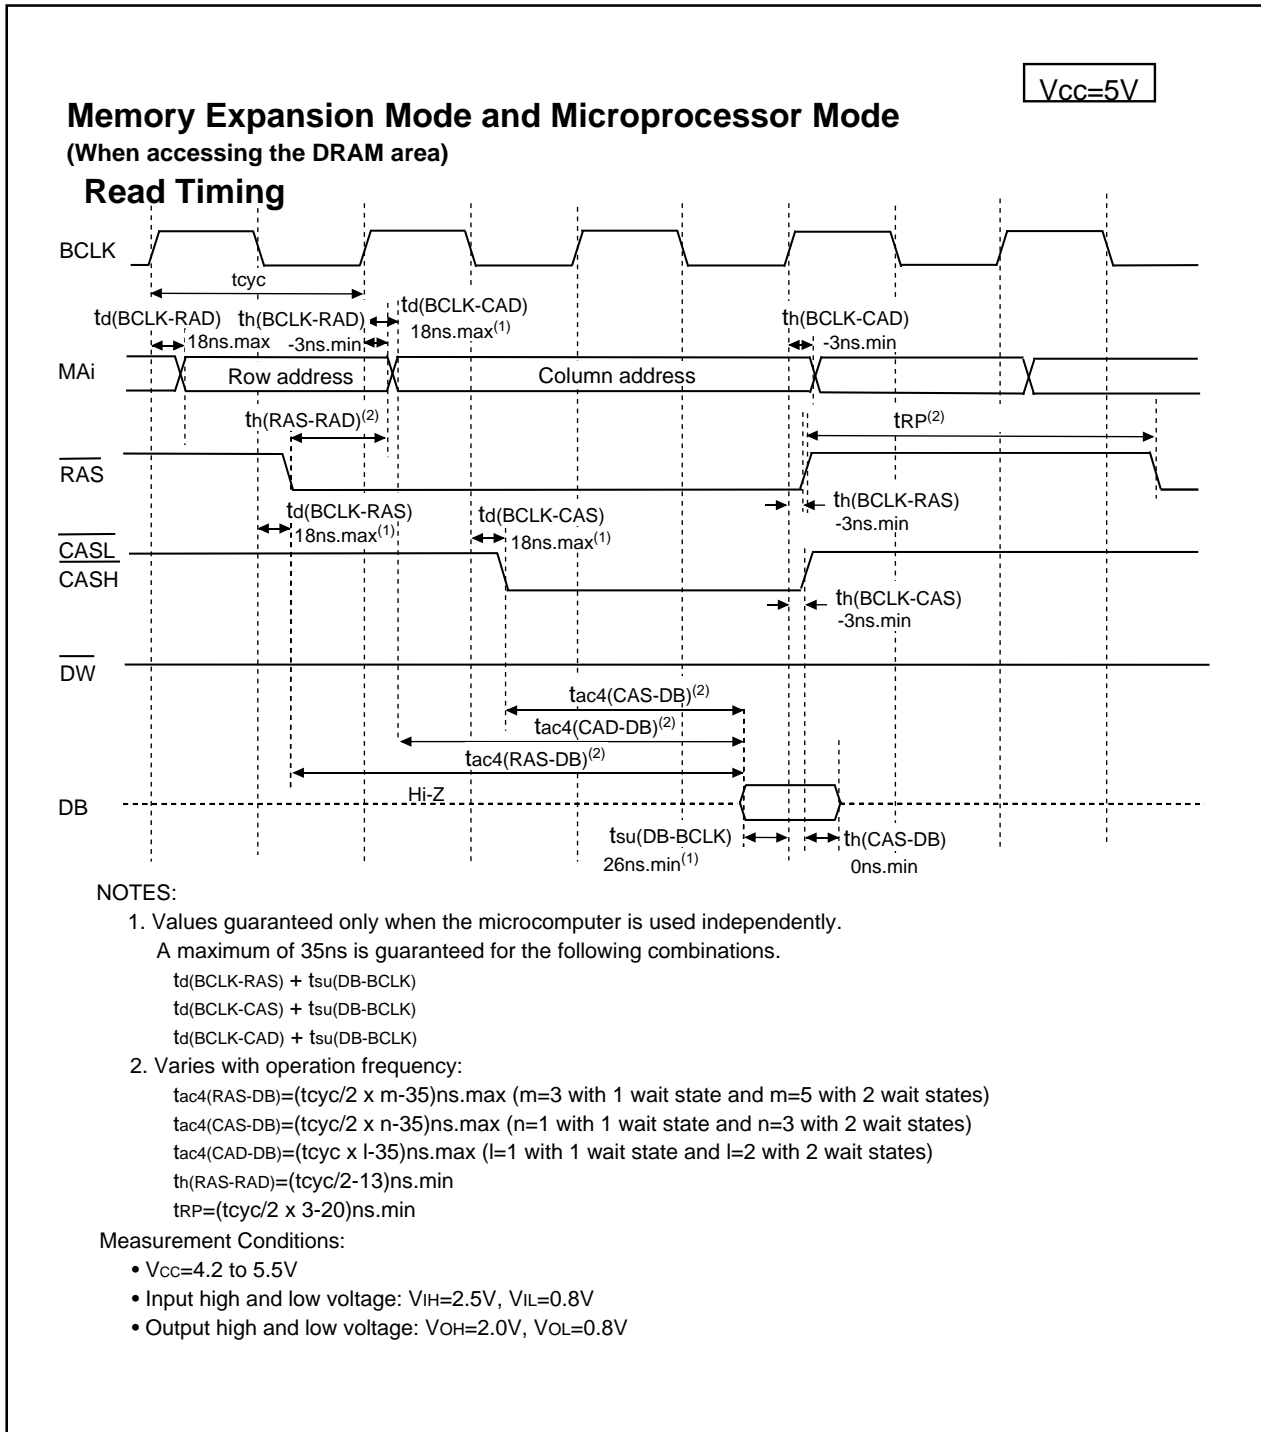 Vcc=5V
Memory Expansion Mode and Microprocessor Mode
(When accessing the DRAM area)
Read Timing
BCLK
tcyc
td(BCLK-RAD)
18ns.max
th(BCLK-RAD)
-3ns.min
td(BCLK-CAD)
18ns.max(1)
th(BCLK-CAD)
-3ns.min
MAi
Row address
Column address
th(RAS-RAD)(2)
tRP(2)
RAS
td(BCLK-RAS)
18ns.max(1)
td(BCLK-CAS)
18ns.max(1)
th(BCLK-RAS)
-3ns.min
CASL
CASH
th(BCLK-CAS)
-3ns.min
DW
tac4(CAS-DB)(2)
tac4(CAD-DB)(2)
tac4(RAS-DB)(2)
Hi-Z
DB
tsu(DB-BCLK)
26ns.min(1)
th(CAS-DB)
0ns.min
NOTES:
1. Values guaranteed only when the microcomputer is used independently.
A maximum of 35ns is guaranteed for the following combinations.
td(BCLK-RAS) + tsu(DB-BCLK)
td(BCLK-CAS) + tsu(DB-BCLK)
td(BCLK-CAD) + tsu(DB-BCLK)
2. Varies with operation frequency:
tac4(RAS-DB)=(tcyc/2 x m-35)ns.max (m=3 with 1 wait state and m=5 with 2 wait states)
tac4(CAS-DB)=(tcyc/2 x n-35)ns.max (n=1 with 1 wait state and n=3 with 2 wait states)
tac4(CAD-DB)=(tcyc x l-35)ns.max (l=1 with 1 wait state and l=2 with 2 wait states)
th(RAS-RAD)=(tcyc/2-13)ns.min
tRP=(tcyc/2 x 3-20)ns.min
Measurement Conditions:
• VCC=4.2 to 5.5V
• Input high and low voltage: VIH=2.5V, VIL=0.8V
• Output high and low voltage: VOH=2.0V, VOL=0.8V